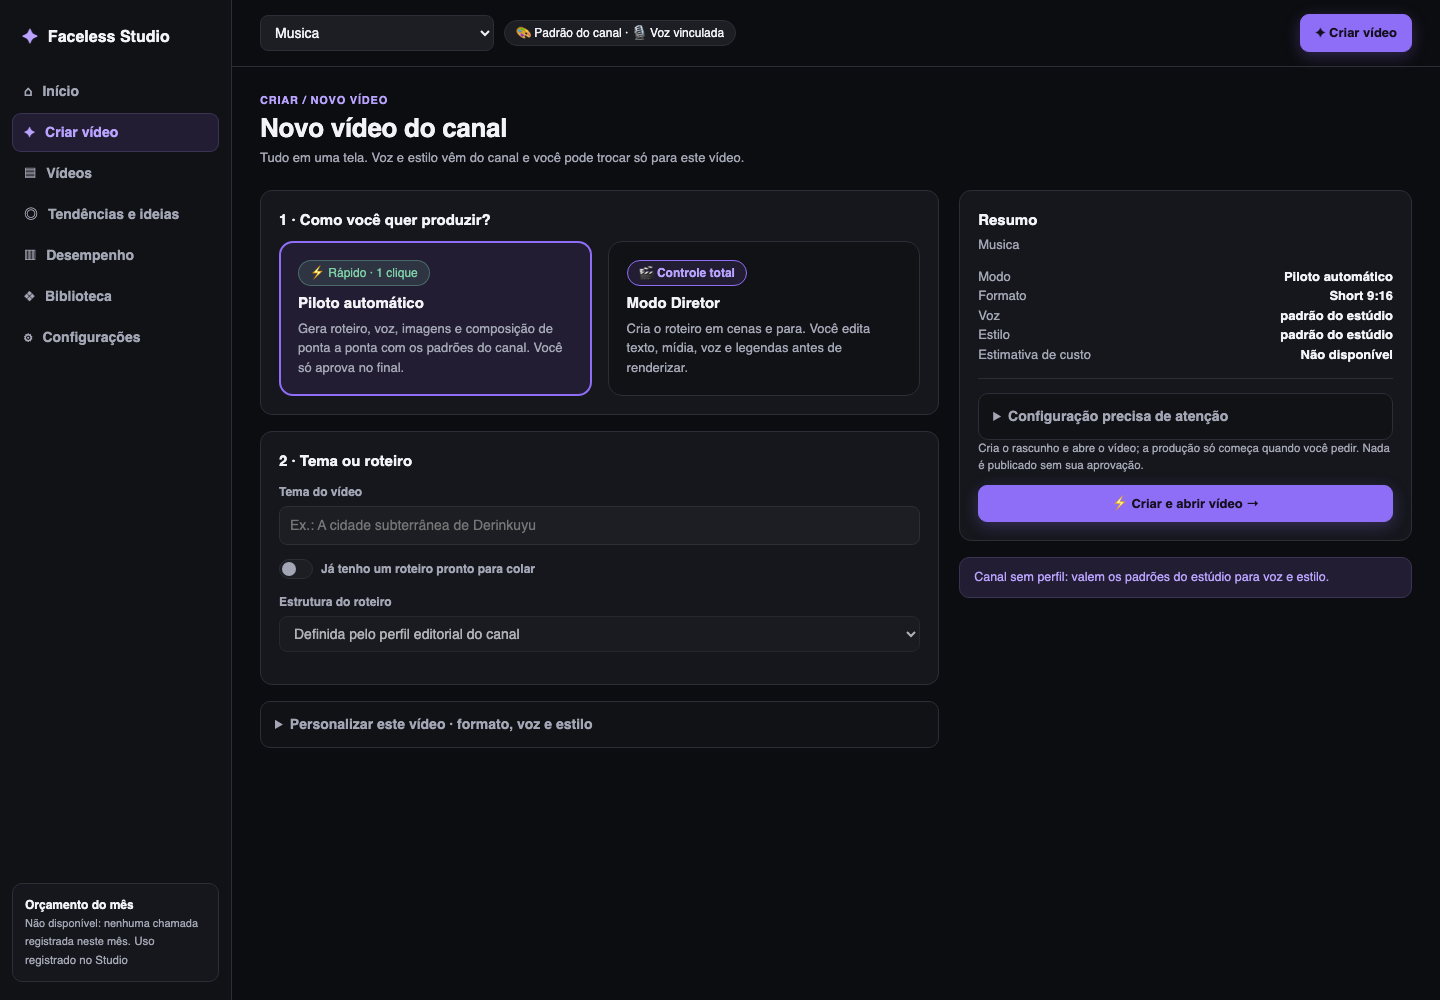 Faceless Studio
Início
Criar vídeo
Vídeos
Tendências e ideias
Desempenho
Biblioteca
Configurações
Orçamento do mês
Não disponível: nenhuma chamada
registrada neste mês. Uso
registrado no Studio
Musica
Padrão do canal · Voz vinculada
Criar vídeo
CRIAR / NOVO VÍDEO
Novo vídeo do canal
Tudo em uma tela. Voz e estilo vêm do canal e você pode trocar só para este vídeo.
1 · Como você quer produzir?
Rápido · 1 clique
Piloto automático
Gera roteiro, voz, imagens e composição de
ponta a ponta com os padrões do canal. Você
só aprova no final.
Controle total
Modo Diretor
Cria o roteiro em cenas e para. Você edita
texto, mídia, voz e legendas antes de
renderizar.
2 · Tema ou roteiro
Tema do vídeo
Ex.: A cidade subterrânea de Derinkuyu
Já tenho um roteiro pronto para colar
Estrutura do roteiro
Definida pelo perfil editorial do canal
Personalizar este vídeo · formato, voz e estilo
Resumo
Musica
Modo Piloto automático
Formato Short 9:16
Voz padrão do estúdio
Estilo padrão do estúdio
Estimativa de custo Não disponível
Configuração precisa de atenção
Cria o rascunho e abre o vídeo; a produção só começa quando você pedir. Nada
é publicado sem sua aprovação.
Criar e abrir vídeo →
Canal sem perfil: valem os padrões do estúdio para voz e estilo.